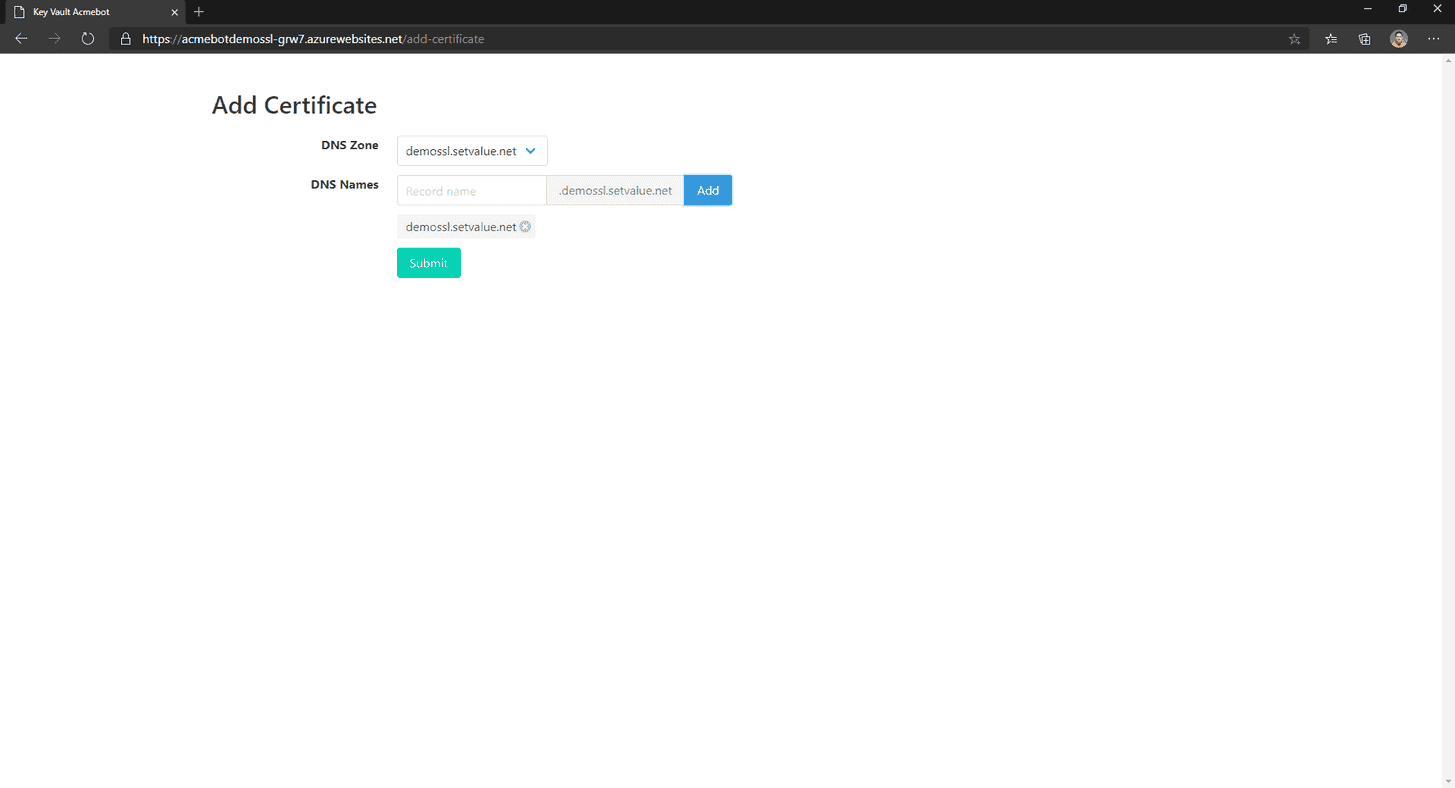 Key Vault Acmebot
https://acmebotdemossl-grw7.azurewebsites.net/add-certificate
Add Certificate
DNS Zone
demossl.setvalue.net
DNS Names
Record name
.demossl.setvalue.net
Add
demossl.setvalue.net
Submit